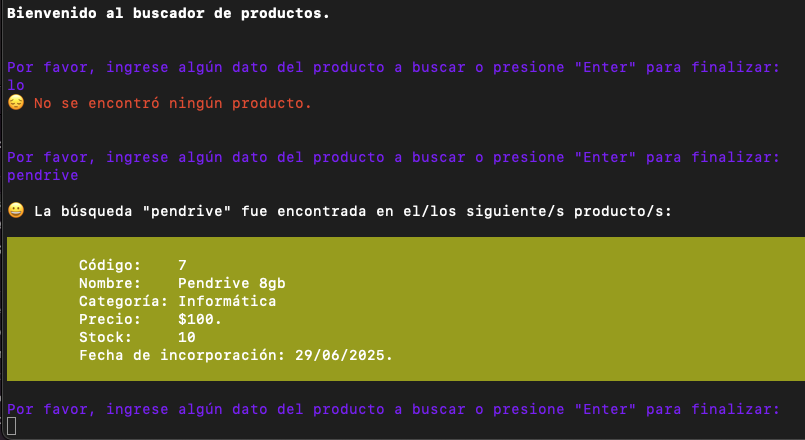 Bienvenido al buscador de productos.
Por favor, ingrese algún dato del producto a buscar o presione "Enter" para finalizar:
lo
😔 No se encontró ningún producto.
Por favor, ingrese algún dato del producto a buscar o presione "Enter" para finalizar:
pendrive
😀 La búsqueda "pendrive" fue encontrada en el/los siguiente/s producto/s:
Código: 7
Nombre: Pendrive 8gb
Categoría: Informática
Precio: $100.
Stock: 10
Fecha de incorporación: 29/06/2025.
Por favor, ingrese algún dato del producto a buscar o presione "Enter" para finalizar: